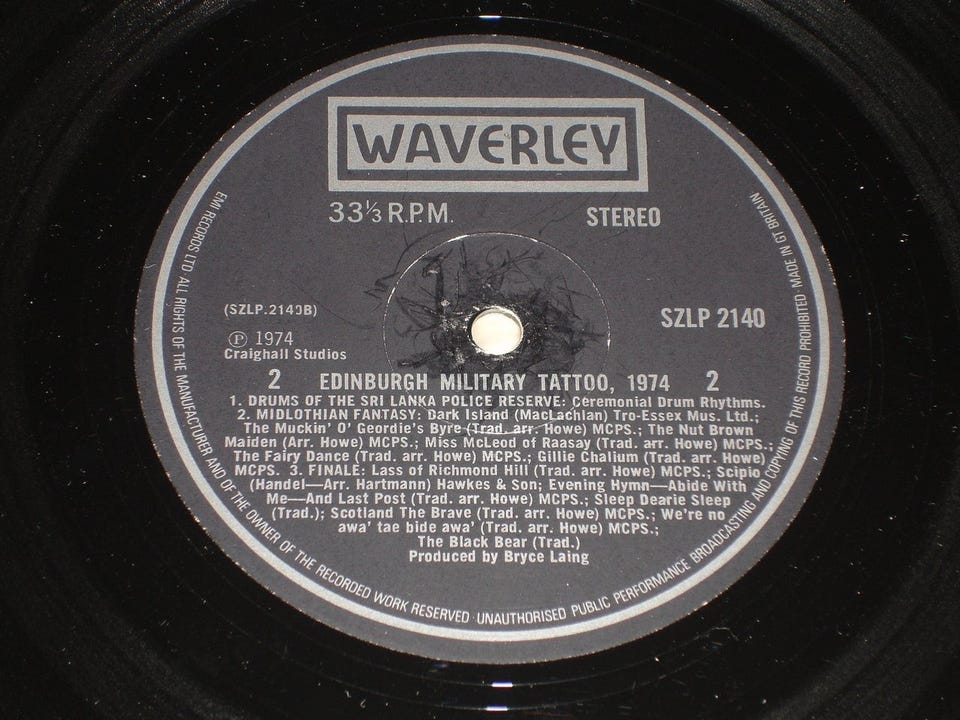 WAVERLEY
33⅓ R.P.M.
STEREO
(SZLP.2140B)
SZLP 2140
Ⓟ 1974
Craighall Studios
2 EDINBURGH MILITARY TATTOO, 1974 2
1. DRUMS OF THE SRI LANKA POLICE RESERVE: Ceremonial Drum Rhythms.
2. MIDLOTHIAN FANTASY: Dark Island (MacLachlan) Tro-Essex Mus. Ltd.;
The Muckin' O' Geordie's Byre (Trad. arr. Howe) MCPS.; The Nut Brown
Maiden (Arr. Howe) MCPS.; Miss McLeod of Raasay (Trad. arr. Howe) MCPS.;
The Fairy Dance (Trad. arr. Howe) MCPS.; Gillie Chalium (Trad. arr. Howe)
MCPS. 3. FINALE: Lass of Richmond Hill (Trad. arr. Howe) MCPS.; Scipio
(Handel—Arr. Hartmann) Hawkes & Son; Evening Hymn—Abide With
Me—And Last Post (Trad. arr. Howe) MCPS.; Sleep Dearie Sleep
(Trad.); Scotland The Brave (Trad. arr. Howe) MCPS.; We're no
awa' tae bide awa' (Trad. arr. Howe) MCPS.;
The Black Bear (Trad.)
Produced by Bryce Laing
EMI RECORDS LTD · ALL RIGHTS OF THE MANUFACTURER AND OF THE OWNER OF THE RECORDED WORK RESERVED · UNAUTHORISED PUBLIC PERFORMANCE BROADCASTING AND COPYING OF THIS RECORD PROHIBITED · MADE IN GT BRITAIN